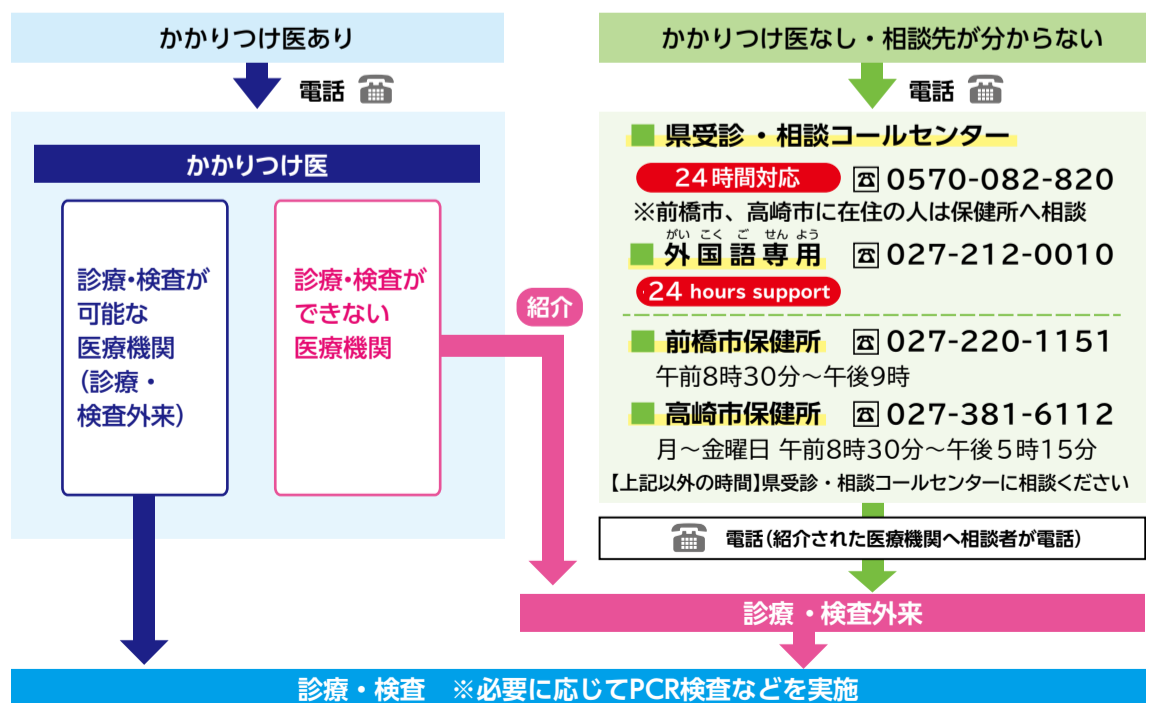 かかりつけ医あり
電話
かかりつけ医
診療・検査が
可能な
医療機関
(診療・
検査外来)
診療・検査が
できない
医療機関
紹介
かかりつけ医なし・相談先が分からない
電話
■ 県受診・相談コールセンター
24時間対応 ☎ 0570-082-820
※前橋市、高崎市に在住の人は保健所へ相談
がい こく ご せん よう
■ 外国語専用 ☎ 027-212-0010
24 hours support
■ 前橋市保健所 ☎ 027-220-1151
午前8時30分～午後9時
■ 高崎市保健所 ☎ 027-381-6112
月～金曜日 午前8時30分～午後5時15分
【上記以外の時間】県受診・相談コールセンターに相談ください
電話(紹介された医療機関へ相談者が電話)
診療・検査外来
診療・検査 ※必要に応じてPCR検査などを実施